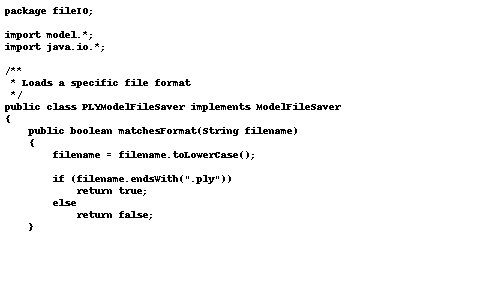 package fileIO;

import model.*;
import java.io.*;

/**
 * Loads a specific file format
 */
public class PLYModelFileSaver implements ModelFileSaver
{
    public boolean matchesFormat(String filename)
    {
        filename = filename.toLowerCase();

        if (filename.endsWith(".ply"))
            return true;
        else
            return false;
    }